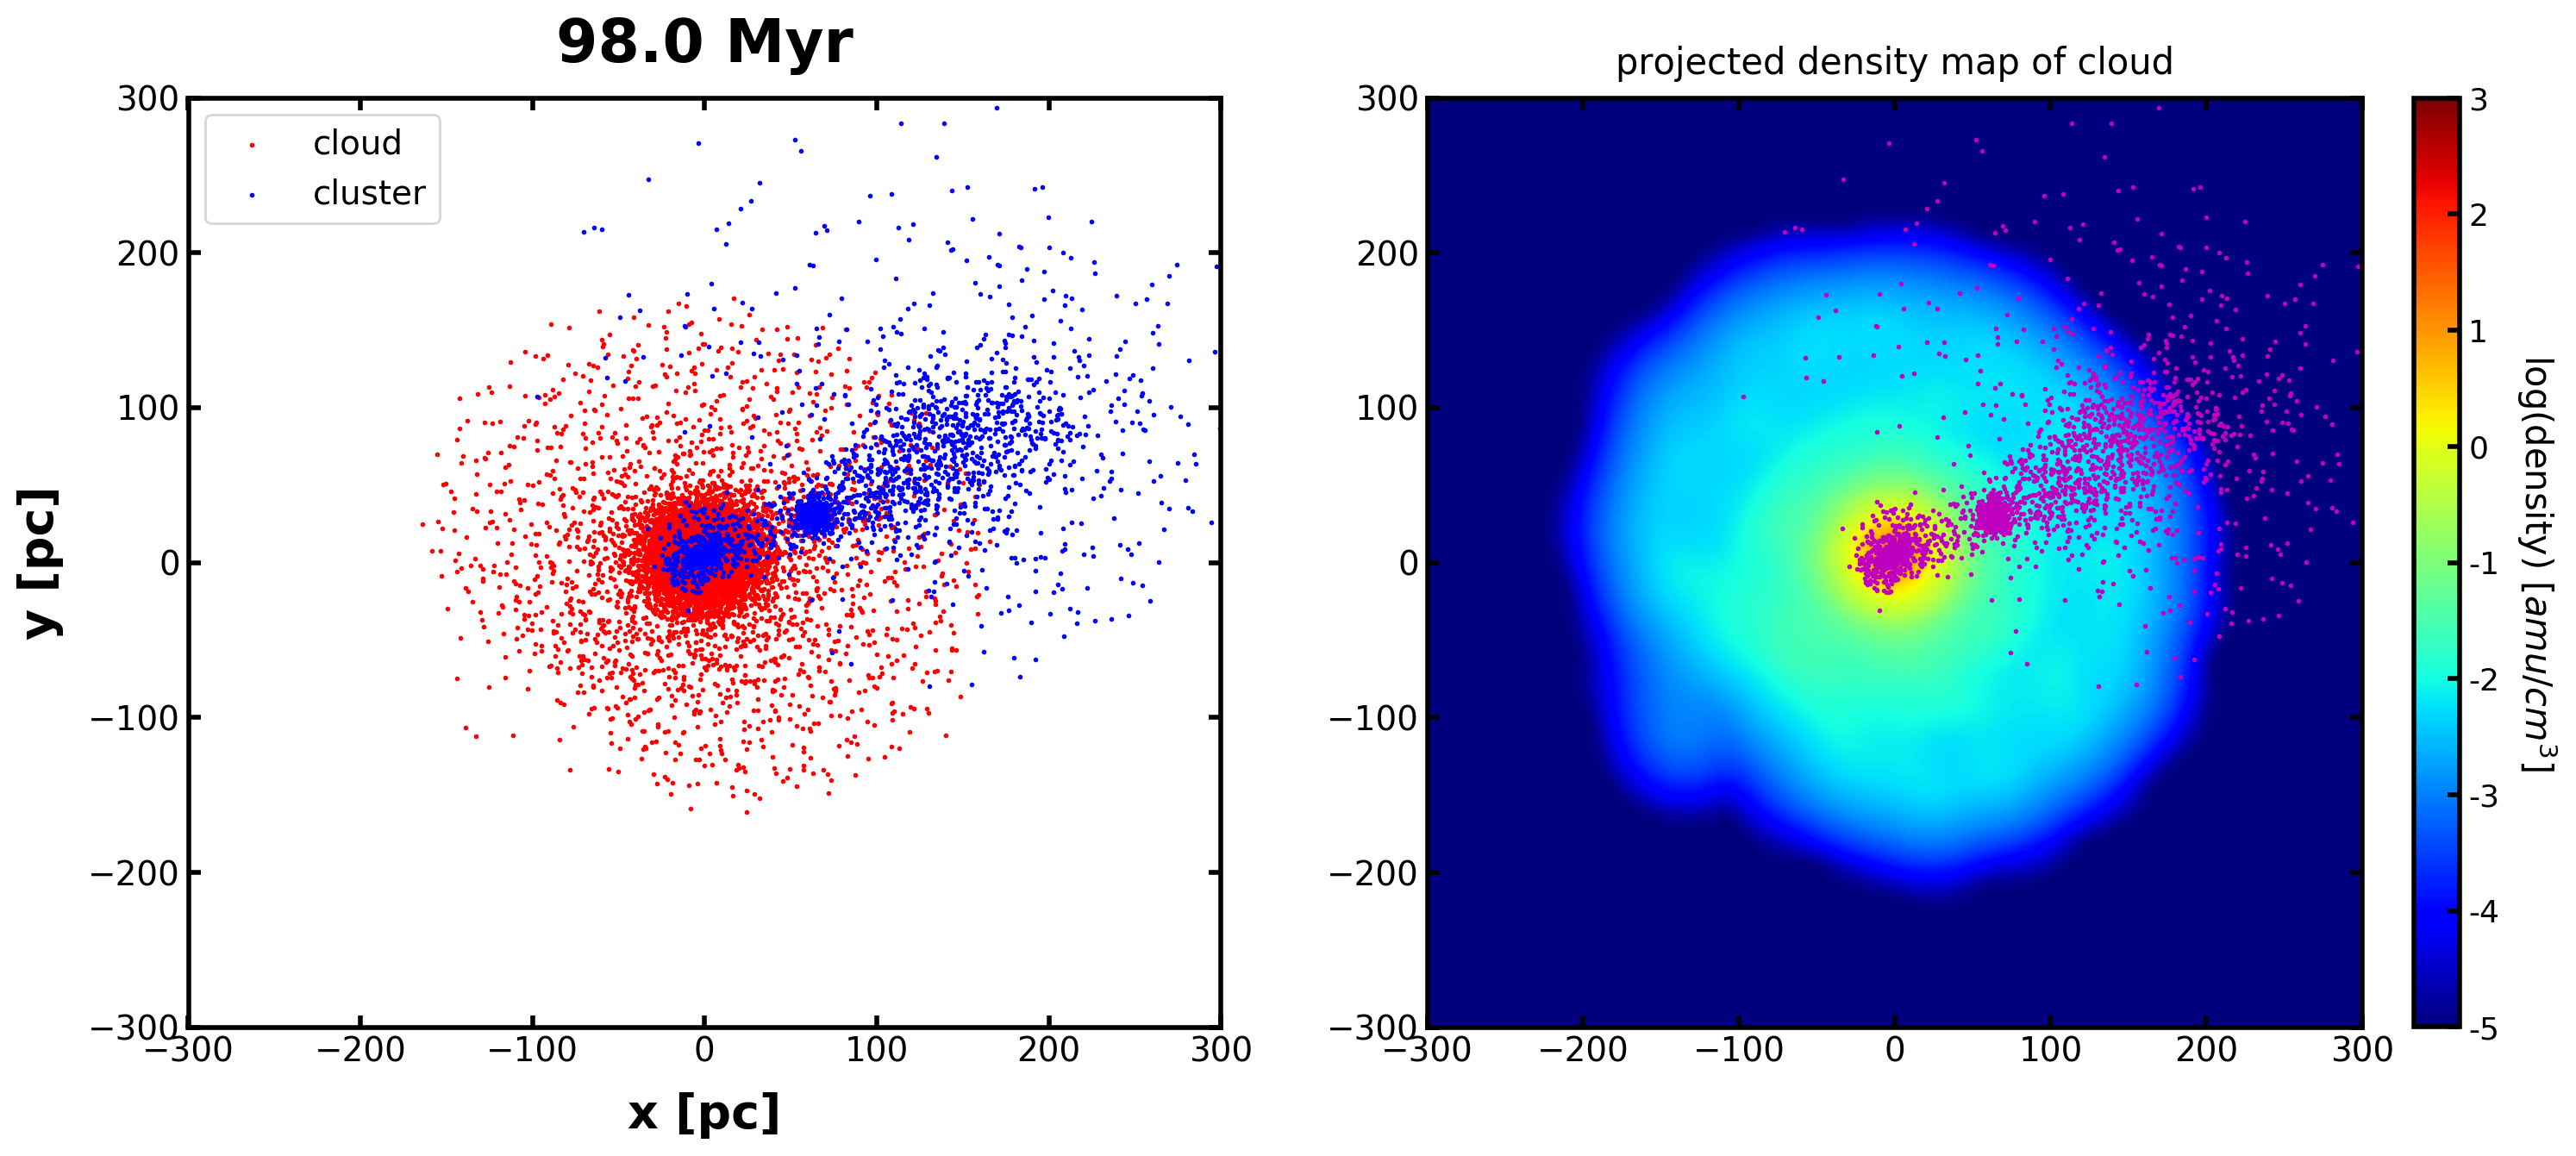 98.0 Myr
cloud
cluster
300
200
100
0
−100
−200
−300
y [pc]
−300 −200 −100 0 100 200 300
x [pc]
projected density map of cloud
300
200
100
0
−100
−200
−300
−300 −200 −100 0 100 200 300
3
2
1
0
-1
-2
-3
-4
-5
log(density) [amu/cm³]